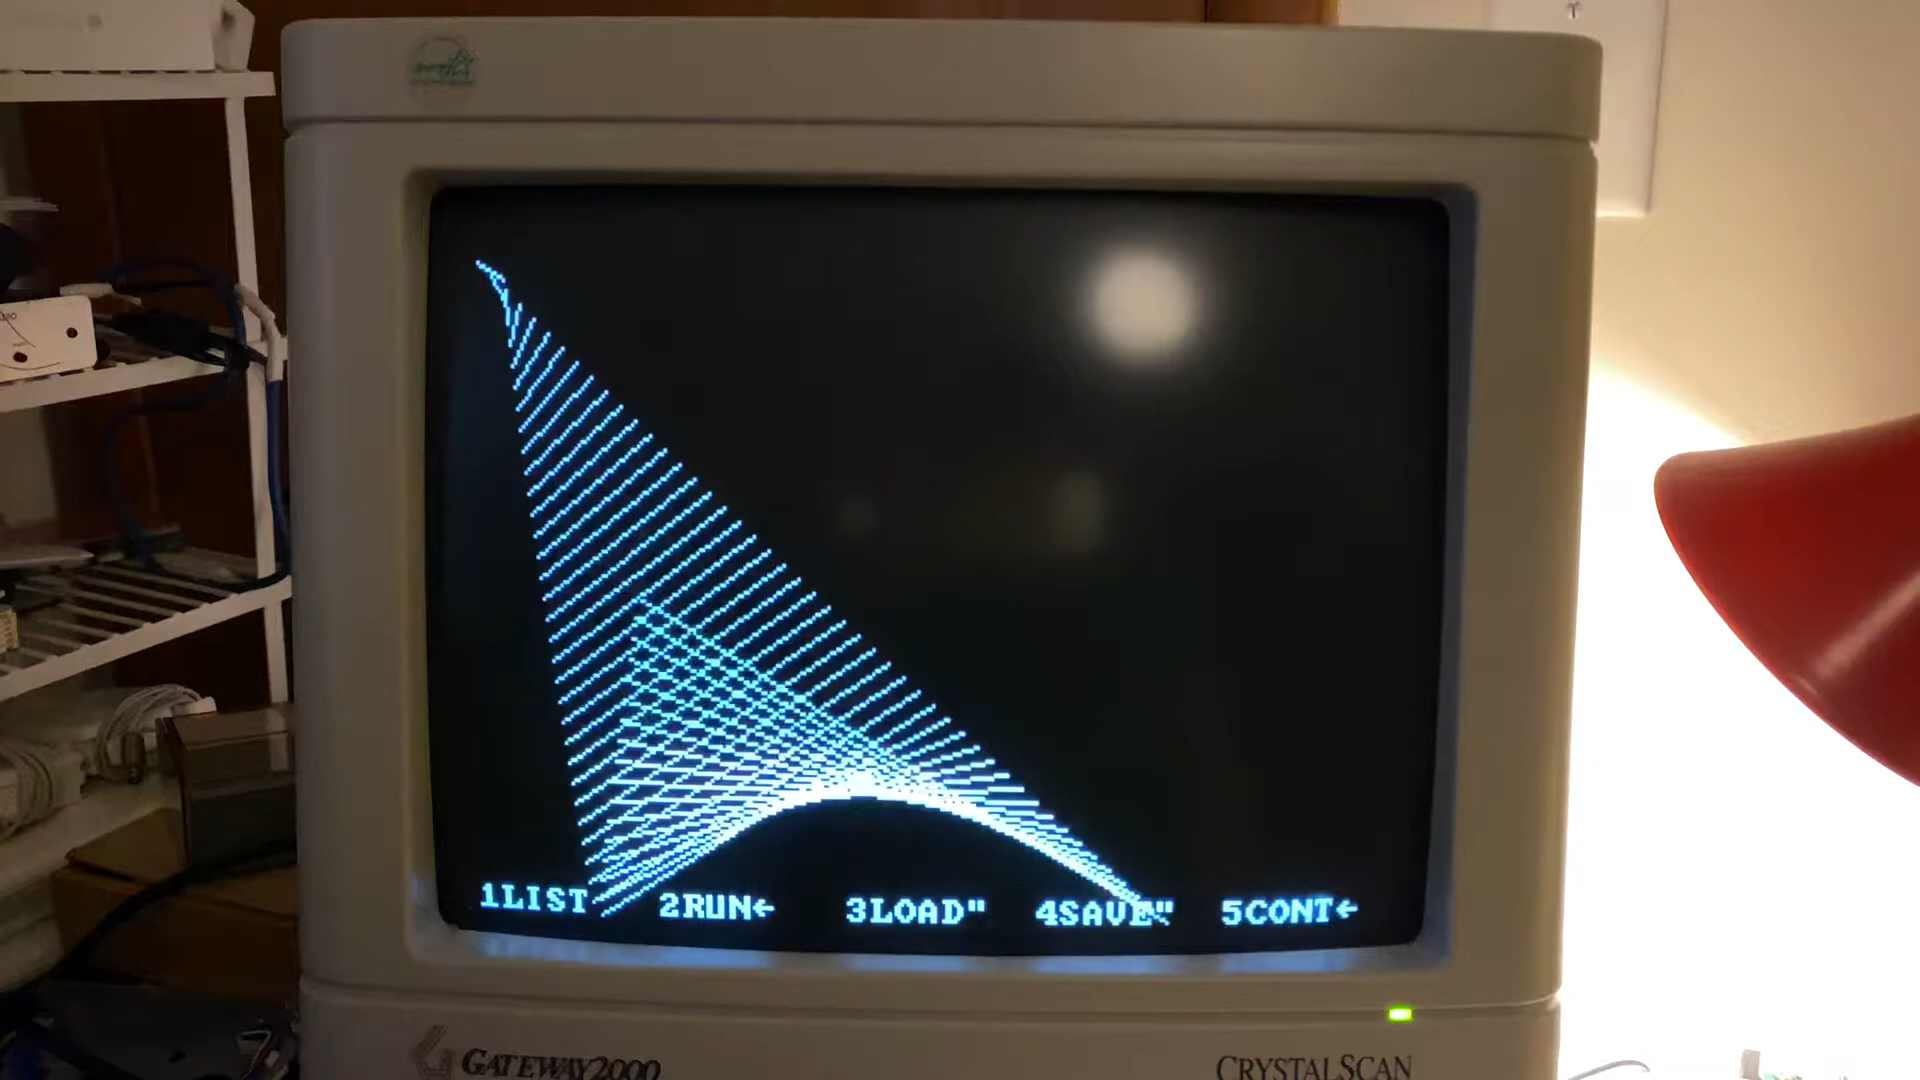 1LIST 2RUN← 3LOAD" 4SAVE" 5CONT←
GATEWAY2000 CRYSTALSCAN